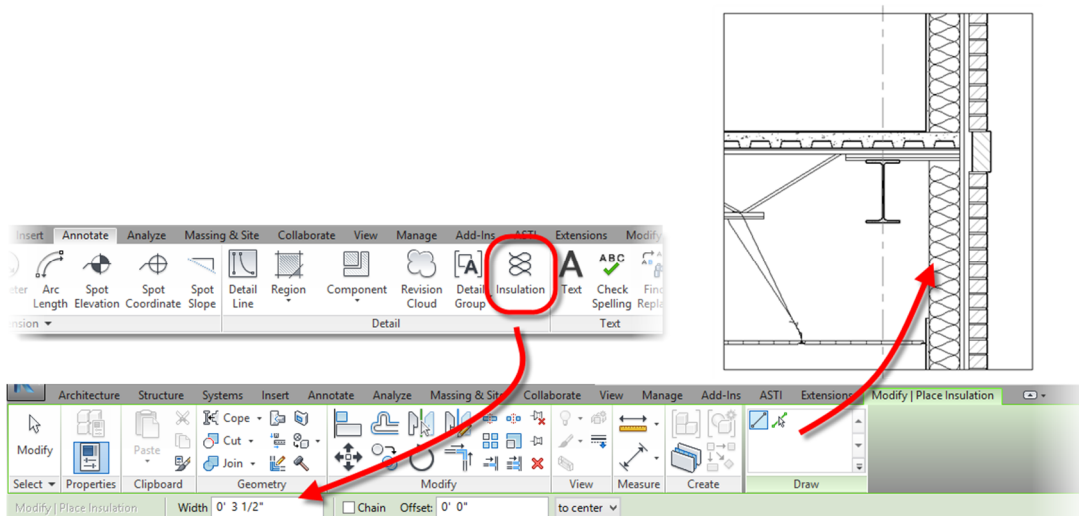 Insert Annotate Analyze Massing & Site Collaborate View Manage Add-Ins ASTI Extensions Modify
Arc Spot Spot Spot Detail Region Component Revision Detail Insulation Text Check
Length Elevation Coordinate Slope Line Cloud Group Spelling
ABC
A
Detail Text
Architecture Structure Systems Insert Annotate Analyze Massing & Site Collaborate View Manage Add-Ins ASTI Extensions Modify | Place Insulation
Cope
Modify Paste Cut
Join
Select Properties Clipboard Geometry Modify View Measure Create Draw
Modify | Place Insulation Width 0' 3 1/2" Chain Offset: 0' 0" to center